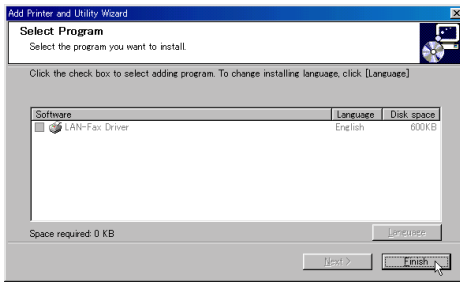 Add Printer and Utility Wizard
Select Program
Select the program you want to install.
Click the check box to select adding program. To change installing language, click [Language]
Software Language Disk space
LAN-Fax Driver English 600KB
Space required: 0 KB
Language
Next > Finish